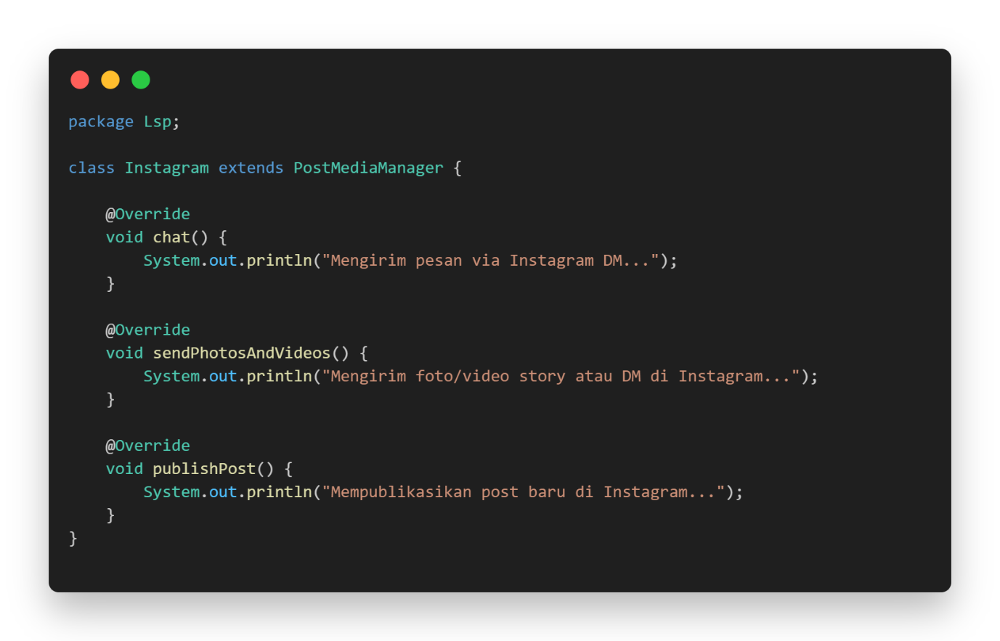 package Lsp;
class Instagram extends PostMediaManager {
@Override
void chat() {
System.out.println("Mengirim pesan via Instagram DM...");
}
@Override
void sendPhotosAndVideos() {
System.out.println("Mengirim foto/video story atau DM di Instagram...");
}
@Override
void publishPost() {
System.out.println("Mempublikasikan post baru di Instagram...");
}
}